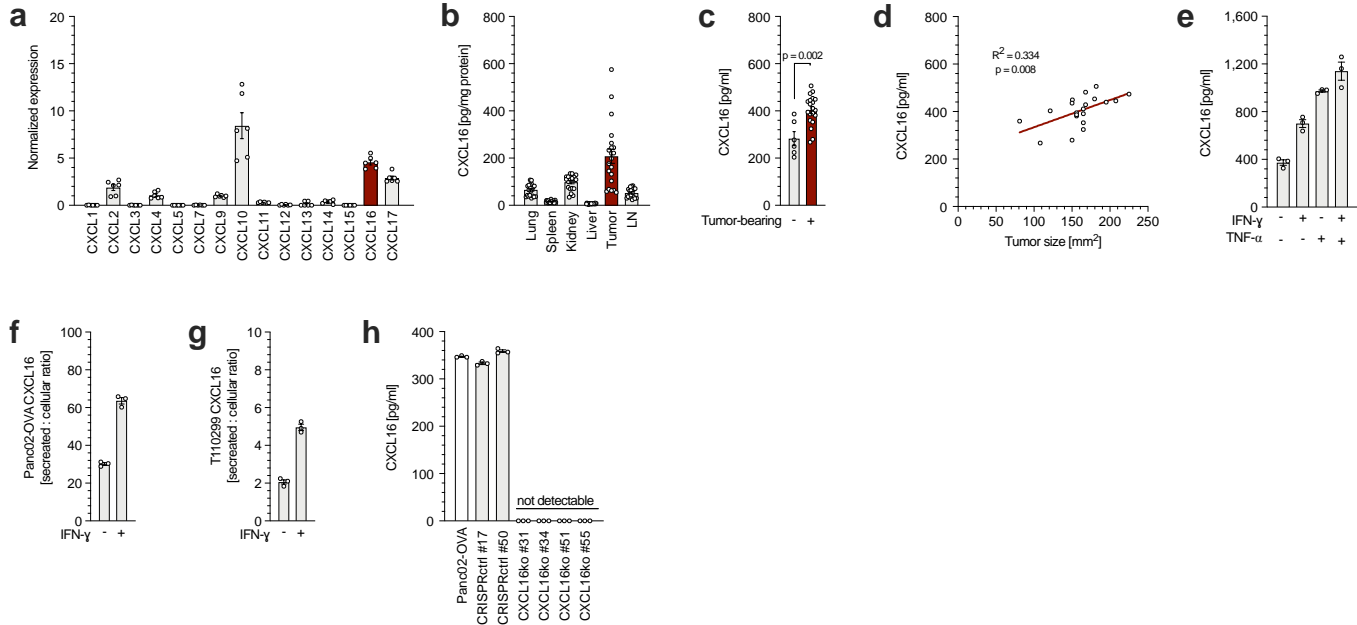 a
Normalized expression
20
15
10
5
0
CXCL1
CXCL2
CXCL3
CXCL4
CXCL5
CXCL7
CXCL9
CXCL10
CXCL11
CXCL12
CXCL13
CXCL14
CXCL15
CXCL16
CXCL17
b
CXCL16 [pg/mg protein]
800
600
400
200
0
Lung
Spleen
Kidney
Liver
Tumor
LN
c
CXCL16 [pg/ml]
800
600
400
200
0
p = 0.002
Tumor-bearing - +
d
CXCL16 [pg/ml]
800
600
400
200
0
R² = 0.334
p = 0.008
0 50 100 150 200 250
Tumor size [mm²]
e
CXCL16 [pg/ml]
1,600
1,200
800
400
0
IFN-ɣ - + - +
TNF-α - - + +
f
Panc02-OVA CXCL16
[secreated : cellular ratio]
100
80
60
40
20
0
IFN-ɣ - +
g
T110299 CXCL16
[secreated : cellular ratio]
10
8
6
4
2
0
IFN-ɣ - +
h
CXCL16 [pg/ml]
400
300
200
100
0
not detectable
Panc02-OVA
CRISPRctrl #17
CRISPRctrl #50
CXCL16ko #31
CXCL16ko #34
CXCL16ko #51
CXCL16ko #55